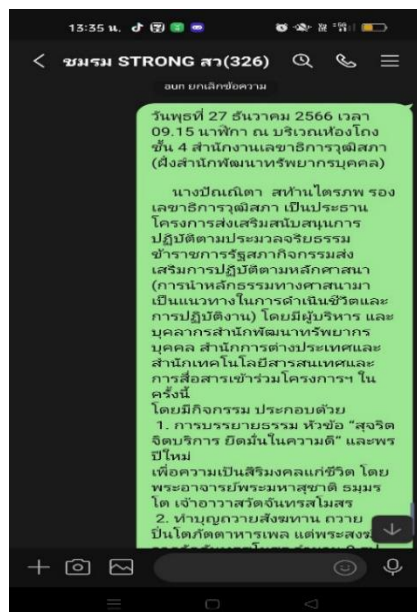 13:35 น.
ชมรม STRONG สว(326)
aun ยกเลิกข้อความ
วันพุธที่ 27 ธันวาคม 2566 เวลา
09.15 นาฬิกา ณ บริเวณห้องโถง
ชั้น 4 สำนักงานเลขาธิการวุฒิสภา
(ฝั่งสำนักพัฒนาทรัพยากรบุคคล)
นางปัณณิตา สท้านไตรภพ รอง
เลขาธิการวุฒิสภา เป็นประธาน
โครงการส่งเสริมสนับสนุนการ
ปฏิบัติตามประมวลจริยธรรม
ข้าราชการรัฐสภากิจกรรมส่ง
เสริมการปฏิบัติตามหลักศาสนา
(การนำหลักธรรมทางศาสนามา
เป็นแนวทางในการดำเนินชีวิตและ
การปฏิบัติงาน) โดยมีผู้บริหาร และ
บุคลากรสำนักพัฒนาทรัพยากร
บุคคล สำนักการต่างประเทศและ
สำนักเทคโนโลยีสารสนเทศและ
การสื่อสารเข้าร่วมโครงการฯ ใน
ครั้งนี้
โดยมีกิจกรรม ประกอบด้วย
1. การบรรยายธรรม หัวข้อ “สุจริต
จิตบริการ ยึดมั่นในความดี” และพร
ปีใหม่
เพื่อความเป็นสิริมงคลแก่ชีวิต โดย
พระอาจารย์พระมหาสุชาติ ธมฺมร
โต เจ้าอาวาสวัดจันทรสโมสร
2. ทำบุญถวายสังฆทาน ถวาย
ปิ่นโตภัตตาหารเพล แด่พระสงฆ์